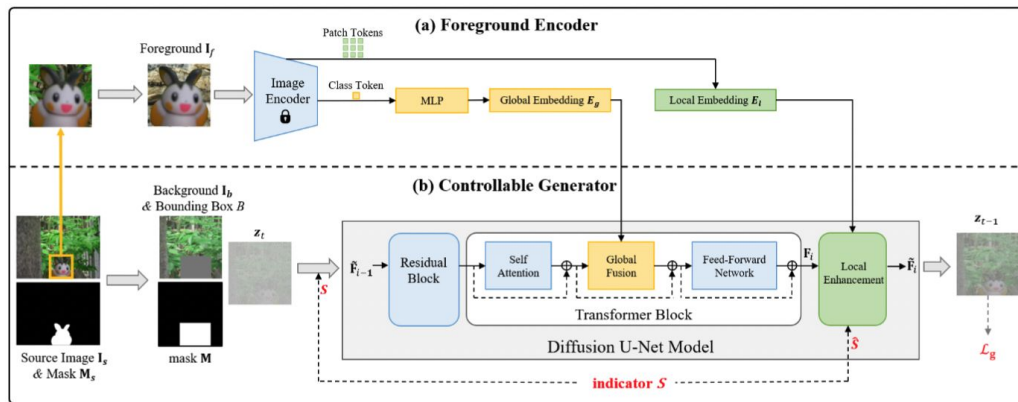 (a) Foreground Encoder
Patch Tokens
Foreground I_f
Image
Encoder
Class Token
MLP
Global Embedding E_g
Local Embedding E_l
(b) Controllable Generator
Background I_b
& Bounding Box B
z_t
z_{t-1}
F̃_{i-1}
Residual
Block
Self
Attention
Global
Fusion
Feed-Forward
Network
F_i
Local
Enhancement
F̃_i
S
Transformer Block
Ŝ
Diffusion U-Net Model
Source Image I_s
& Mask M_s
mask M
indicator S
ℒ_g